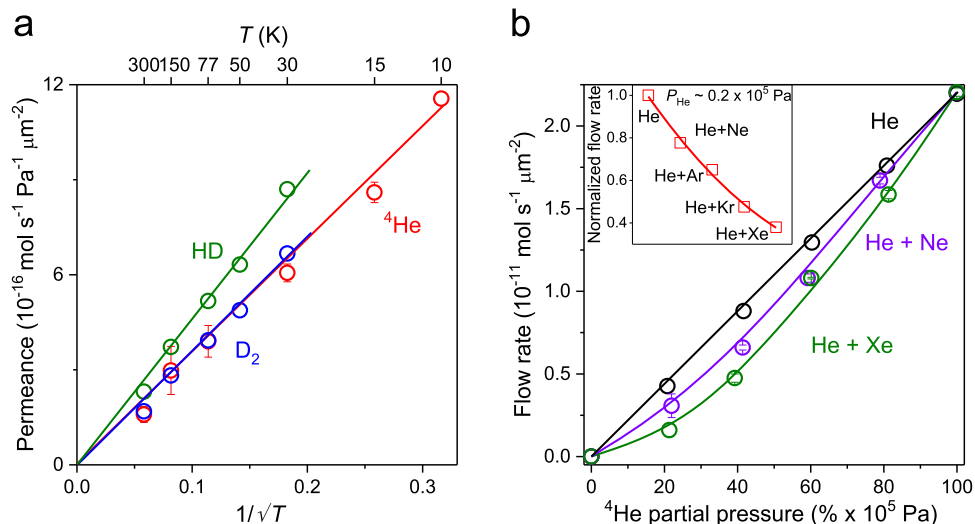 a
T (K)
300 150 77 50 30 15 10
12
6
3
0
Permeance (10⁻¹⁶ mol s⁻¹ Pa⁻¹ μm⁻²)
HD
⁴He
D₂
0.0 0.1 0.2 0.3
1/√T
b
P_He ~ 0.2 x 10⁵ Pa
1.0
0.8
0.6
0.4
Normalized flow rate
He
He+Ne
He+Ar
He+Kr
He+Xe
He
He + Ne
He + Xe
2.0
1.5
1.0
0.5
0.0
Flow rate (10⁻¹¹ mol s⁻¹ μm⁻²)
0 20 40 60 80 100
⁴He partial pressure (% x 10⁵ Pa)